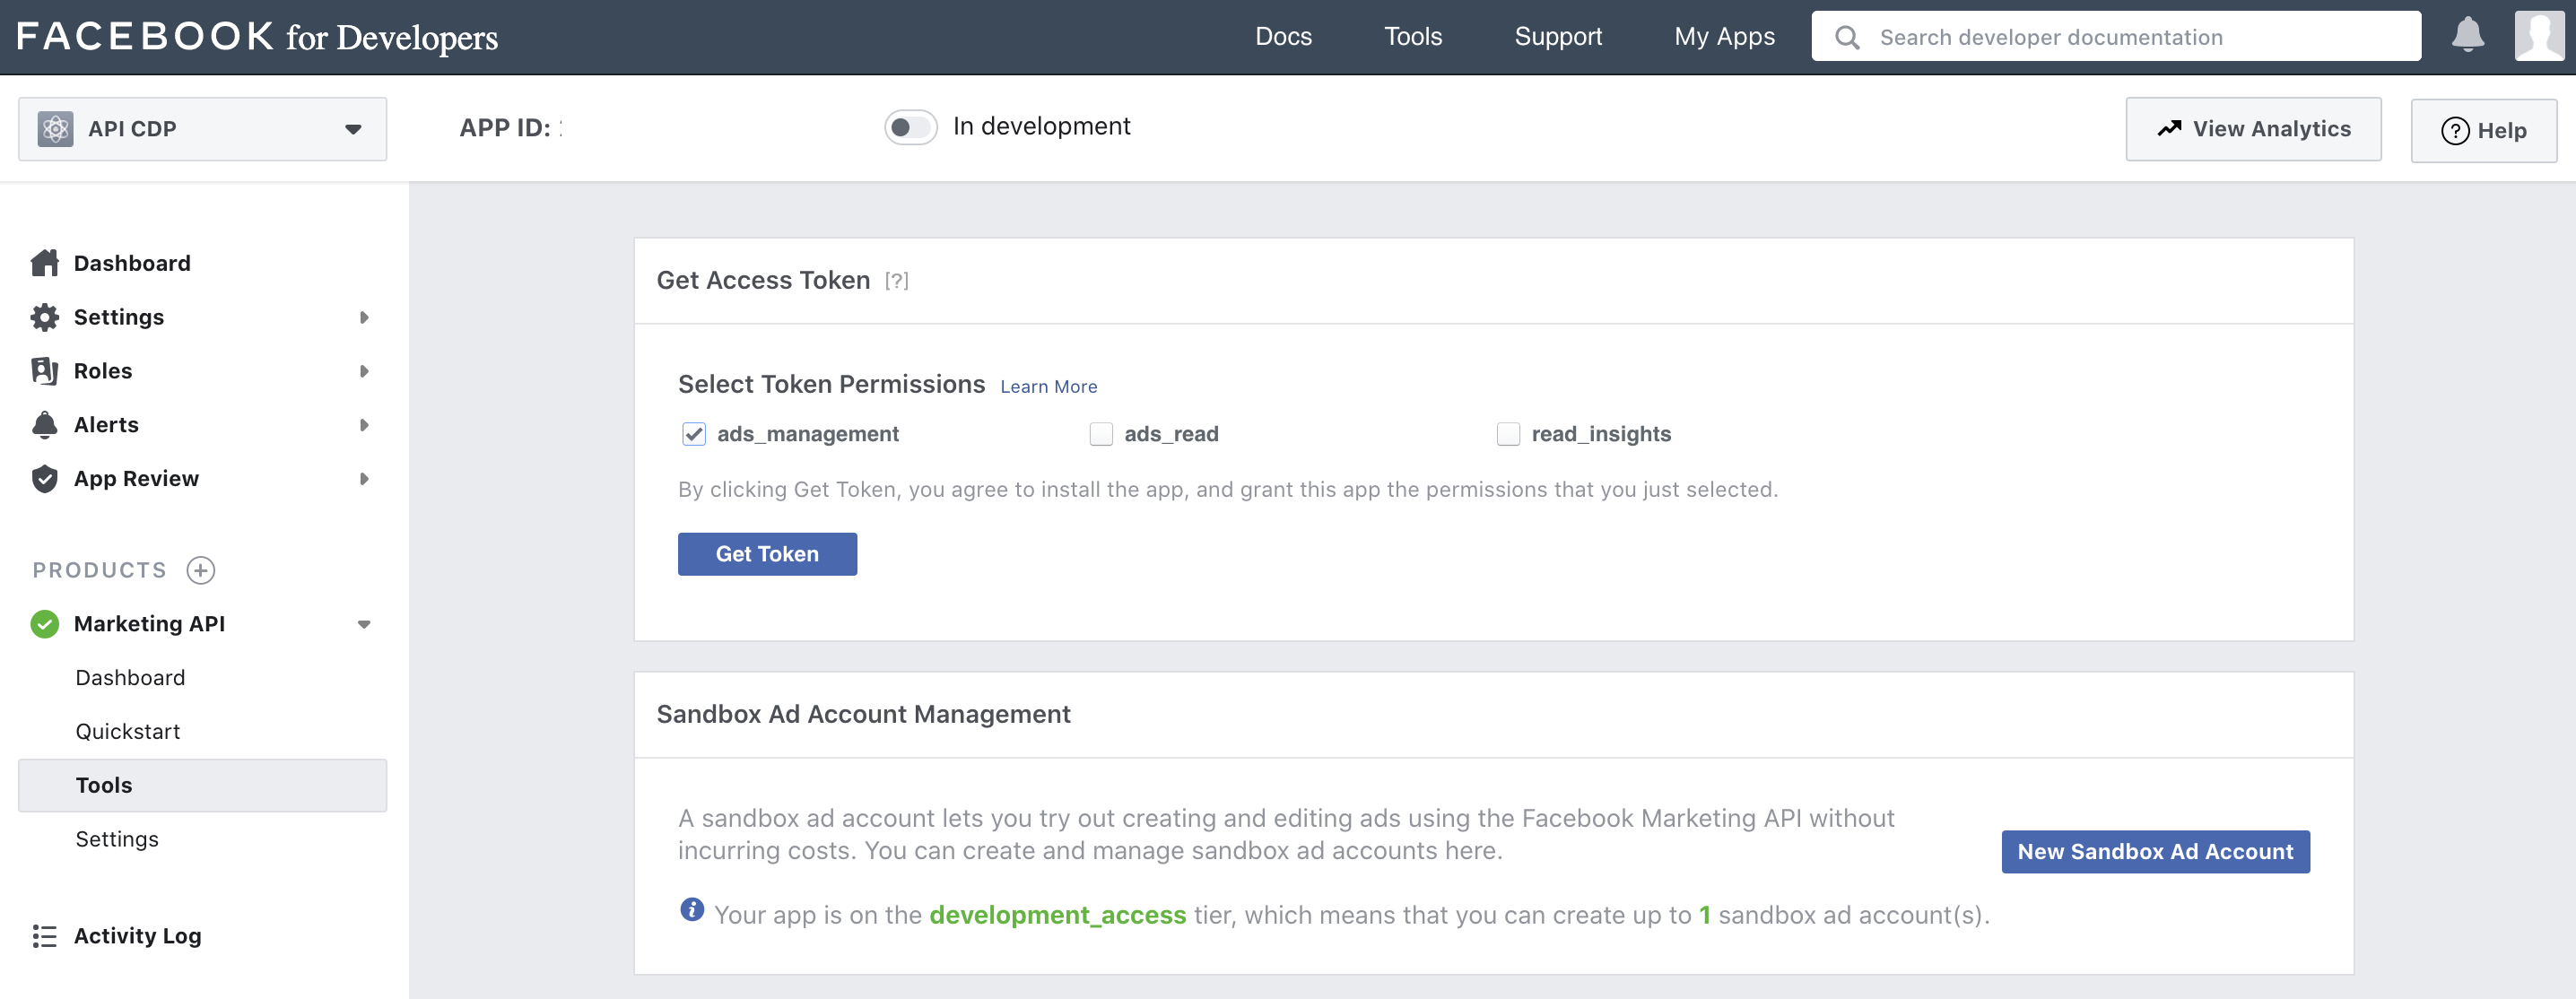 FACEBOOK for Developers
Docs
Tools
Support
My Apps
Search developer documentation
API CDP
APP ID:
In development
View Analytics
? Help
Dashboard
Settings
Roles
Alerts
App Review
PRODUCTS
Marketing API
Dashboard
Quickstart
Tools
Settings
Activity Log
Get Access Token [?]
Select Token Permissions Learn More
ads_management
ads_read
read_insights
By clicking Get Token, you agree to install the app, and grant this app the permissions that you just selected.
Get Token
Sandbox Ad Account Management
A sandbox ad account lets you try out creating and editing ads using the Facebook Marketing API without
incurring costs. You can create and manage sandbox ad accounts here.
New Sandbox Ad Account
Your app is on the development_access tier, which means that you can create up to 1 sandbox ad account(s).